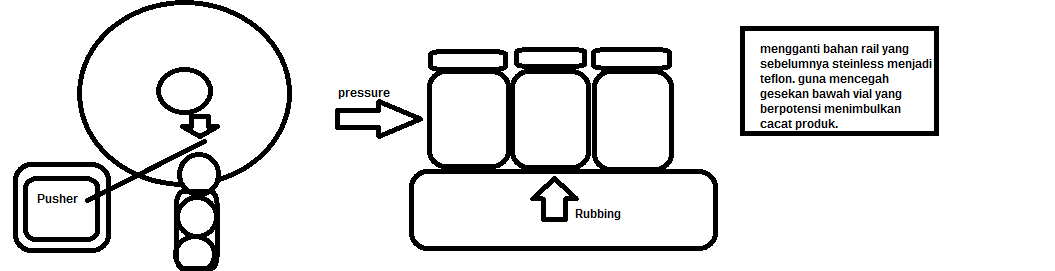 Pusher
pressure
Rubbing
mengganti bahan rail yang
sebelumnya steinless menjadi
teflon. guna mencegah
gesekan bawah vial yang
berpotensi menimbulkan
cacat produk.